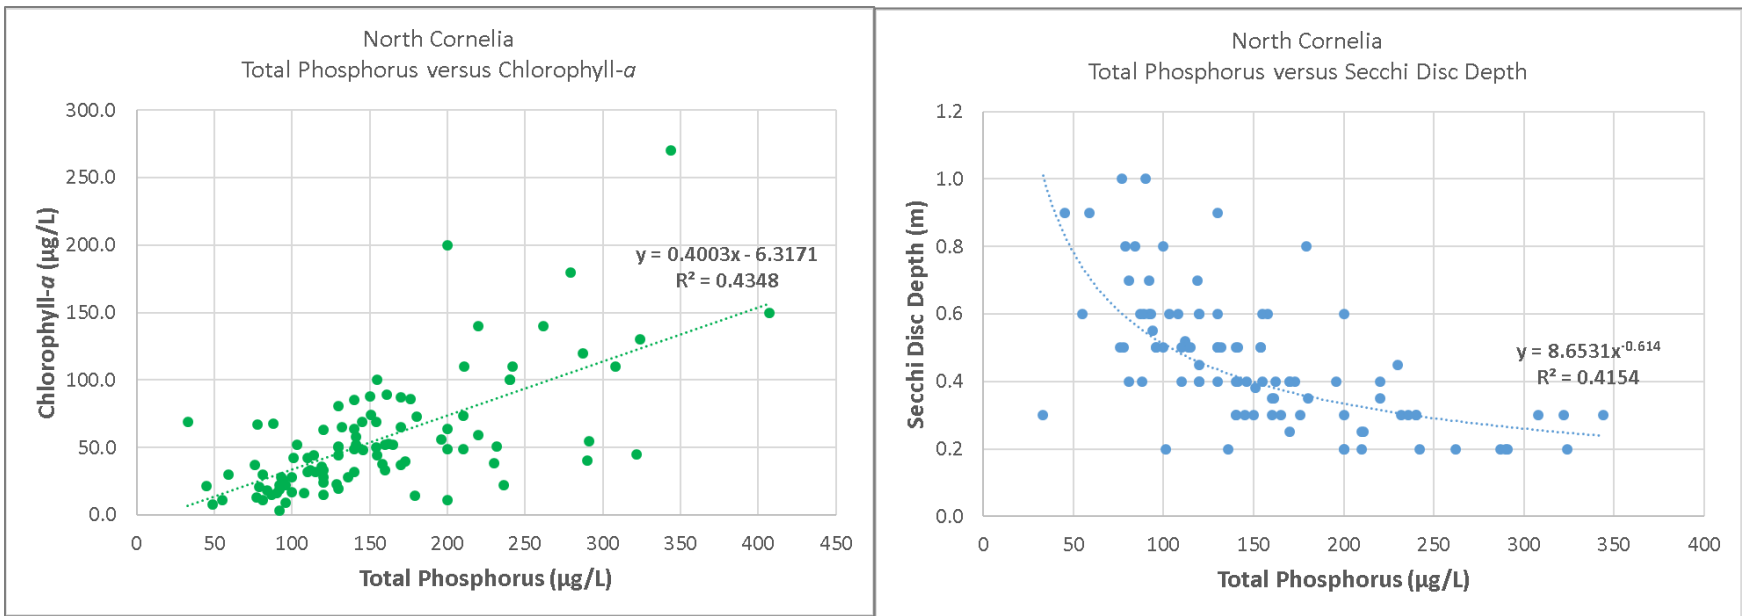 North Cornelia
Total Phosphorus versus Chlorophyll-a
300.0
250.0
200.0
150.0
100.0
50.0
0.0
Chlorophyll-a (µg/L)
y = 0.4003x - 6.3171
R² = 0.4348
0 50 100 150 200 250 300 350 400 450
Total Phosphorus (µg/L)
North Cornelia
Total Phosphorus versus Secchi Disc Depth
1.2
1.0
0.8
0.6
0.4
0.2
0.0
Secchi Disc Depth (m)
y = 8.6531x^-0.614
R² = 0.4154
0 50 100 150 200 250 300 350 400
Total Phosphorus (µg/L)